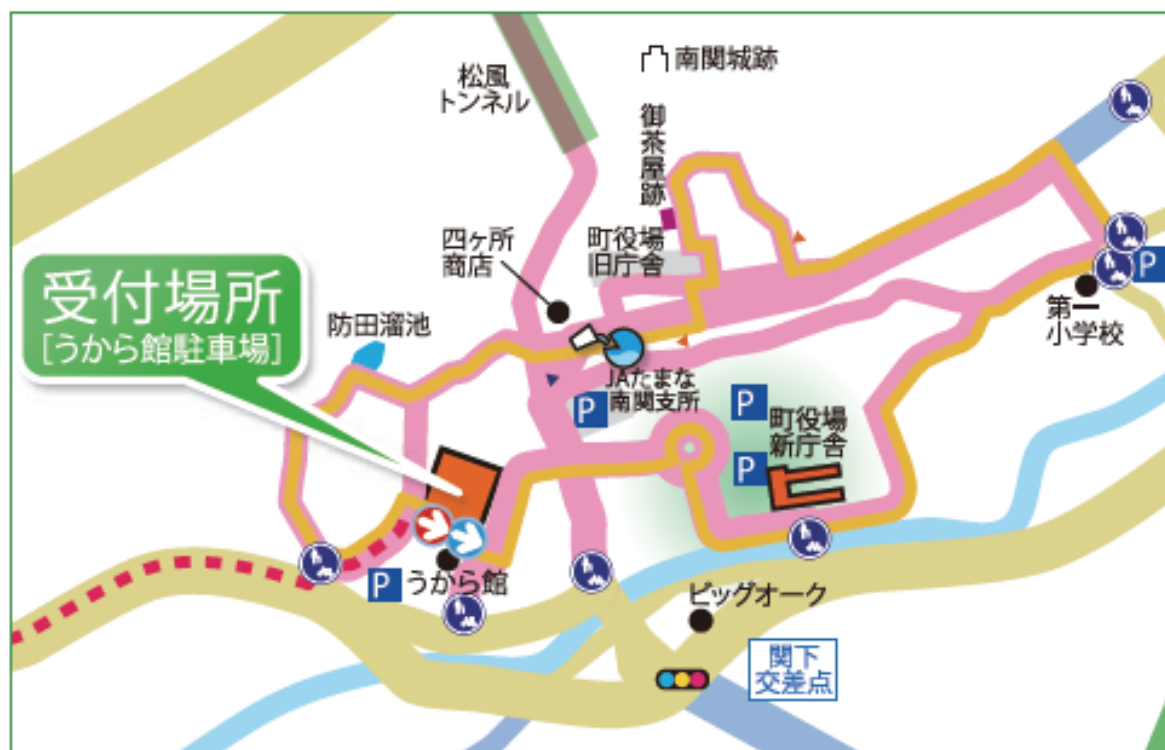 南関城跡
松風
トンネル
御茶屋跡
四ヶ所
商店
町役場
旧庁舎
受付場所
[うから館駐車場]
防田溜池
P
第一
小学校
JAたまな
南関支所
P
P
町役場
新庁舎
P
P
うから館
ビッグオーク
関下
交差点